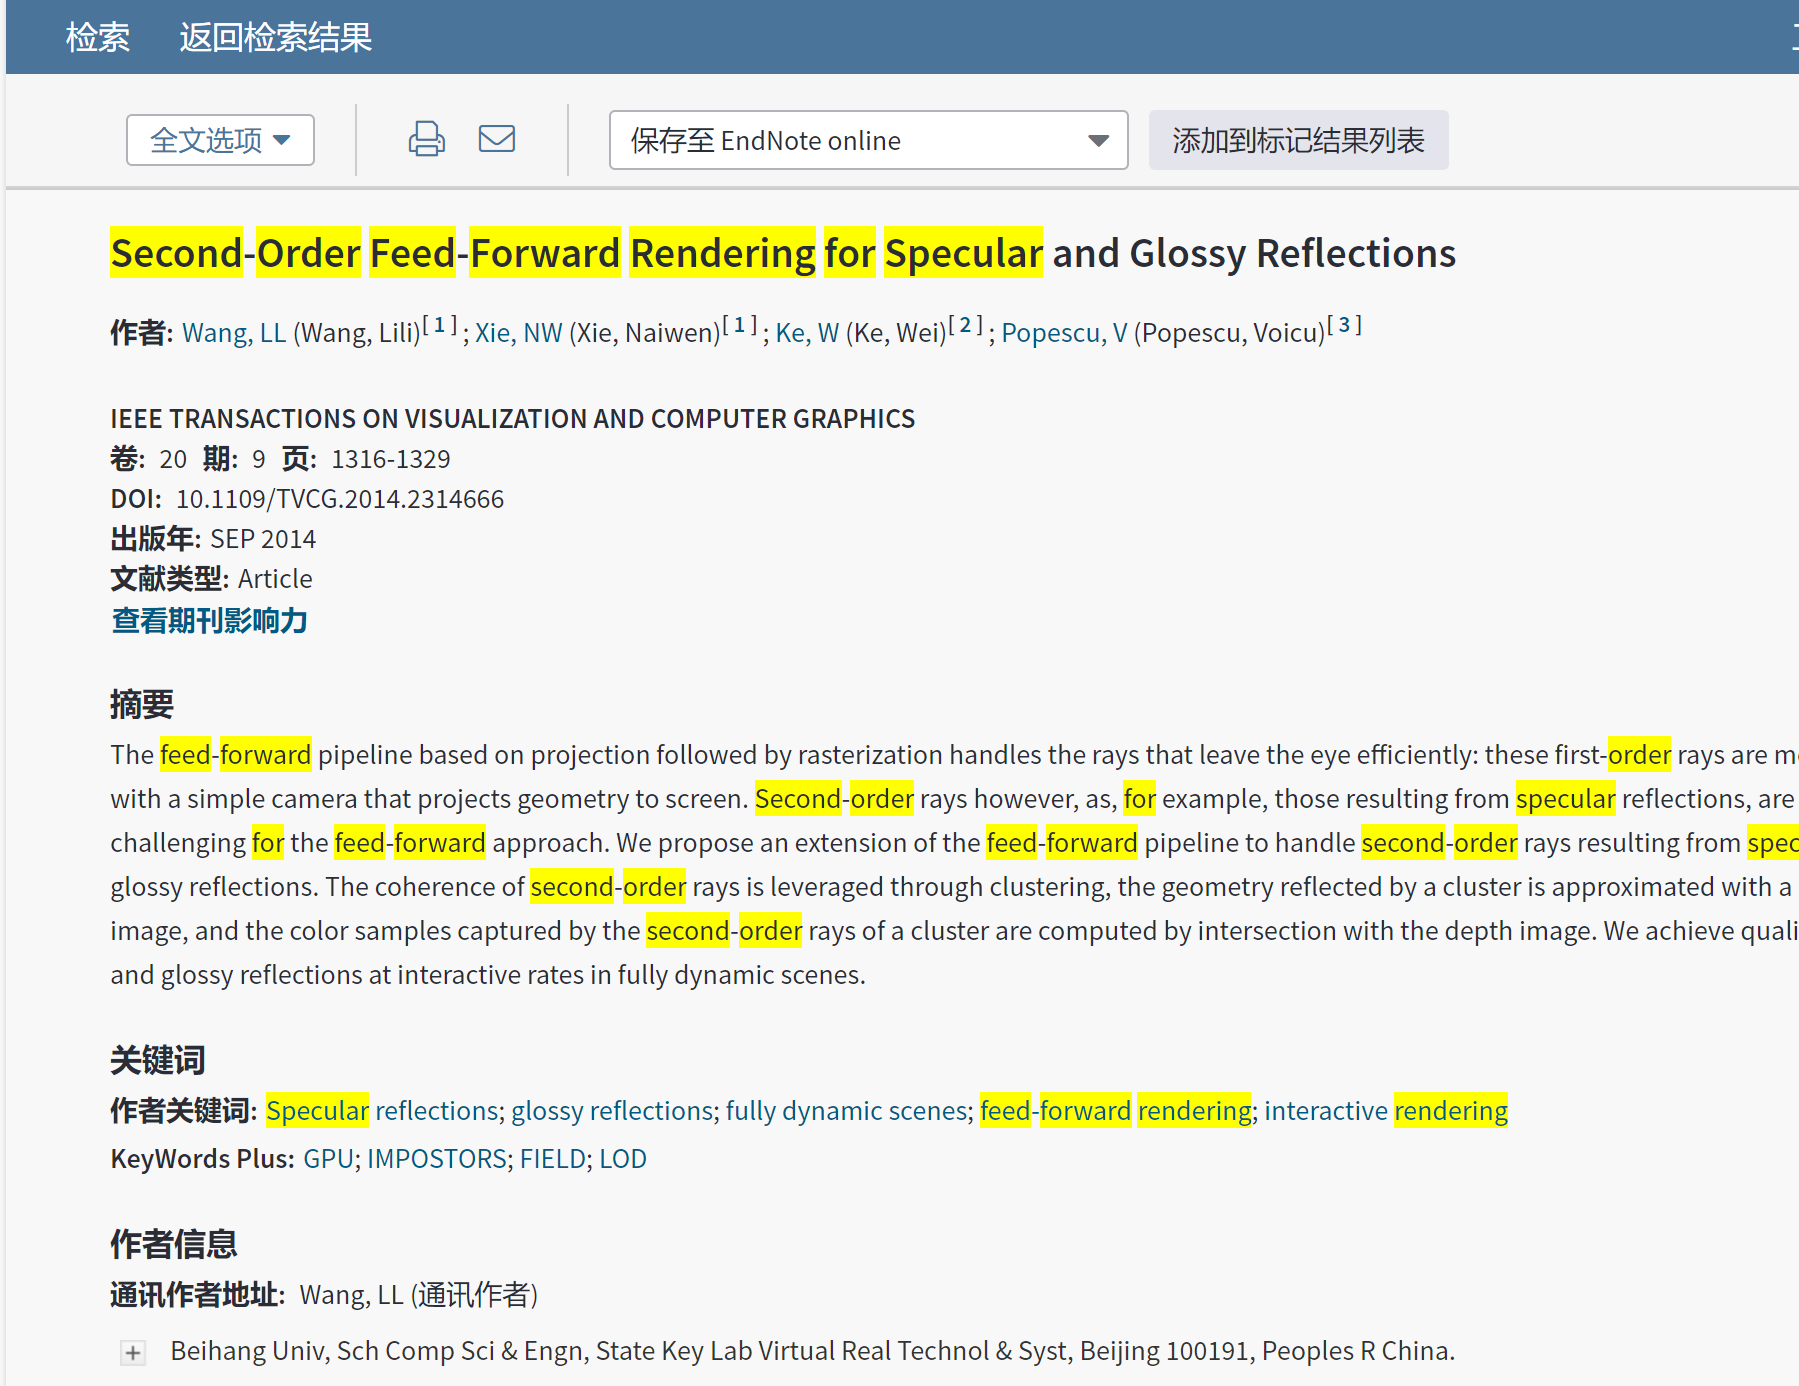 检索 返回检索结果
全文选项 保存至 EndNote online 添加到标记结果列表
Second-Order Feed-Forward Rendering for Specular and Glossy Reflections
作者: Wang, LL (Wang, Lili)[ 1 ] ; Xie, NW (Xie, Naiwen)[ 1 ] ; Ke, W (Ke, Wei)[ 2 ] ; Popescu, V (Popescu, Voicu)[ 3 ]
IEEE TRANSACTIONS ON VISUALIZATION AND COMPUTER GRAPHICS
卷: 20 期: 9 页: 1316-1329
DOI: 10.1109/TVCG.2014.2314666
出版年: SEP 2014
文献类型: Article
查看期刊影响力
摘要
The feed-forward pipeline based on projection followed by rasterization handles the rays that leave the eye efficiently: these first-order rays are
with a simple camera that projects geometry to screen. Second-order rays however, as, for example, those resulting from specular reflections, are
challenging for the feed-forward approach. We propose an extension of the feed-forward pipeline to handle second-order rays resulting from spec
glossy reflections. The coherence of second-order rays is leveraged through clustering, the geometry reflected by a cluster is approximated with a
image, and the color samples captured by the second-order rays of a cluster are computed by intersection with the depth image. We achieve quali
and glossy reflections at interactive rates in fully dynamic scenes.
关键词
作者关键词: Specular reflections; glossy reflections; fully dynamic scenes; feed-forward rendering; interactive rendering
KeyWords Plus: GPU; IMPOSTORS; FIELD; LOD
作者信息
通讯作者地址: Wang, LL (通讯作者)
Beihang Univ, Sch Comp Sci & Engn, State Key Lab Virtual Real Technol & Syst, Beijing 100191, Peoples R China.